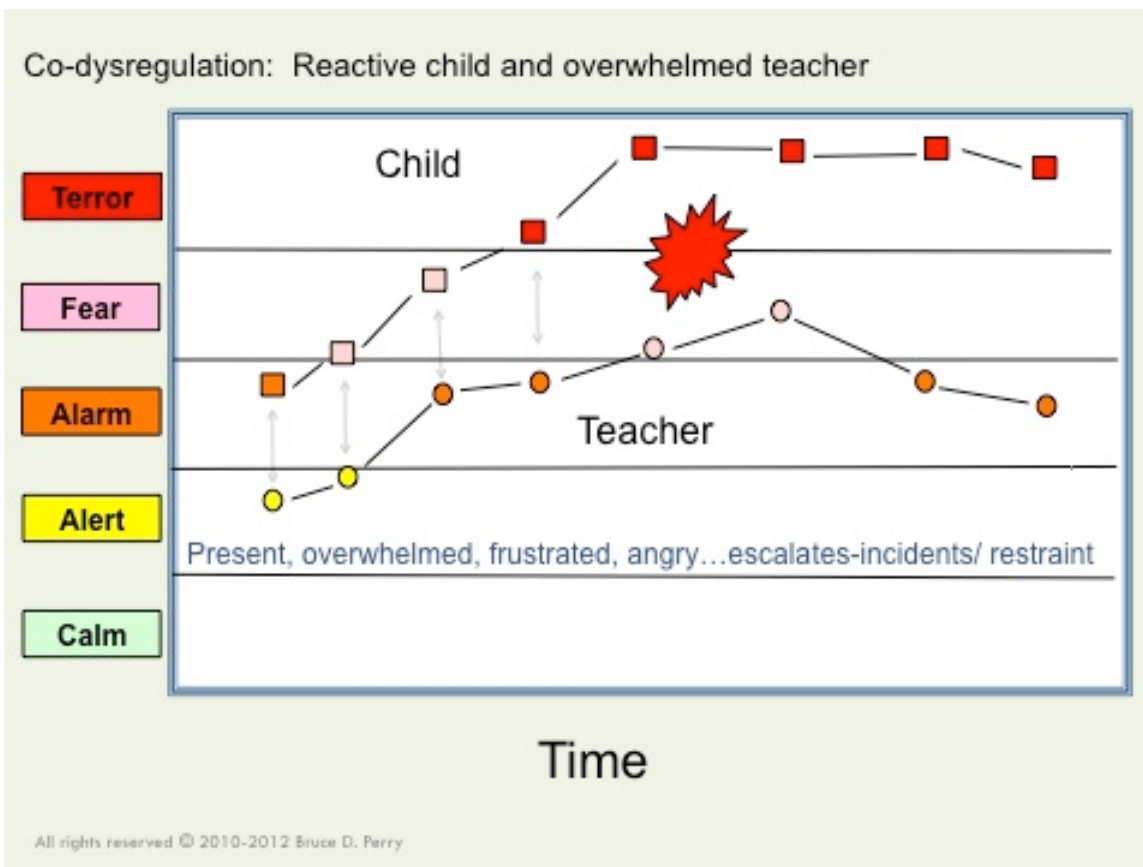 Co-dysregulation: Reactive child and overwhelmed teacher
Child
Terror
Fear
Alarm
Teacher
Alert
Present, overwhelmed, frustrated, angry…escalates-incidents/ restraint
Calm
Time
All rights reserved © 2010-2012 Bruce D. Perry